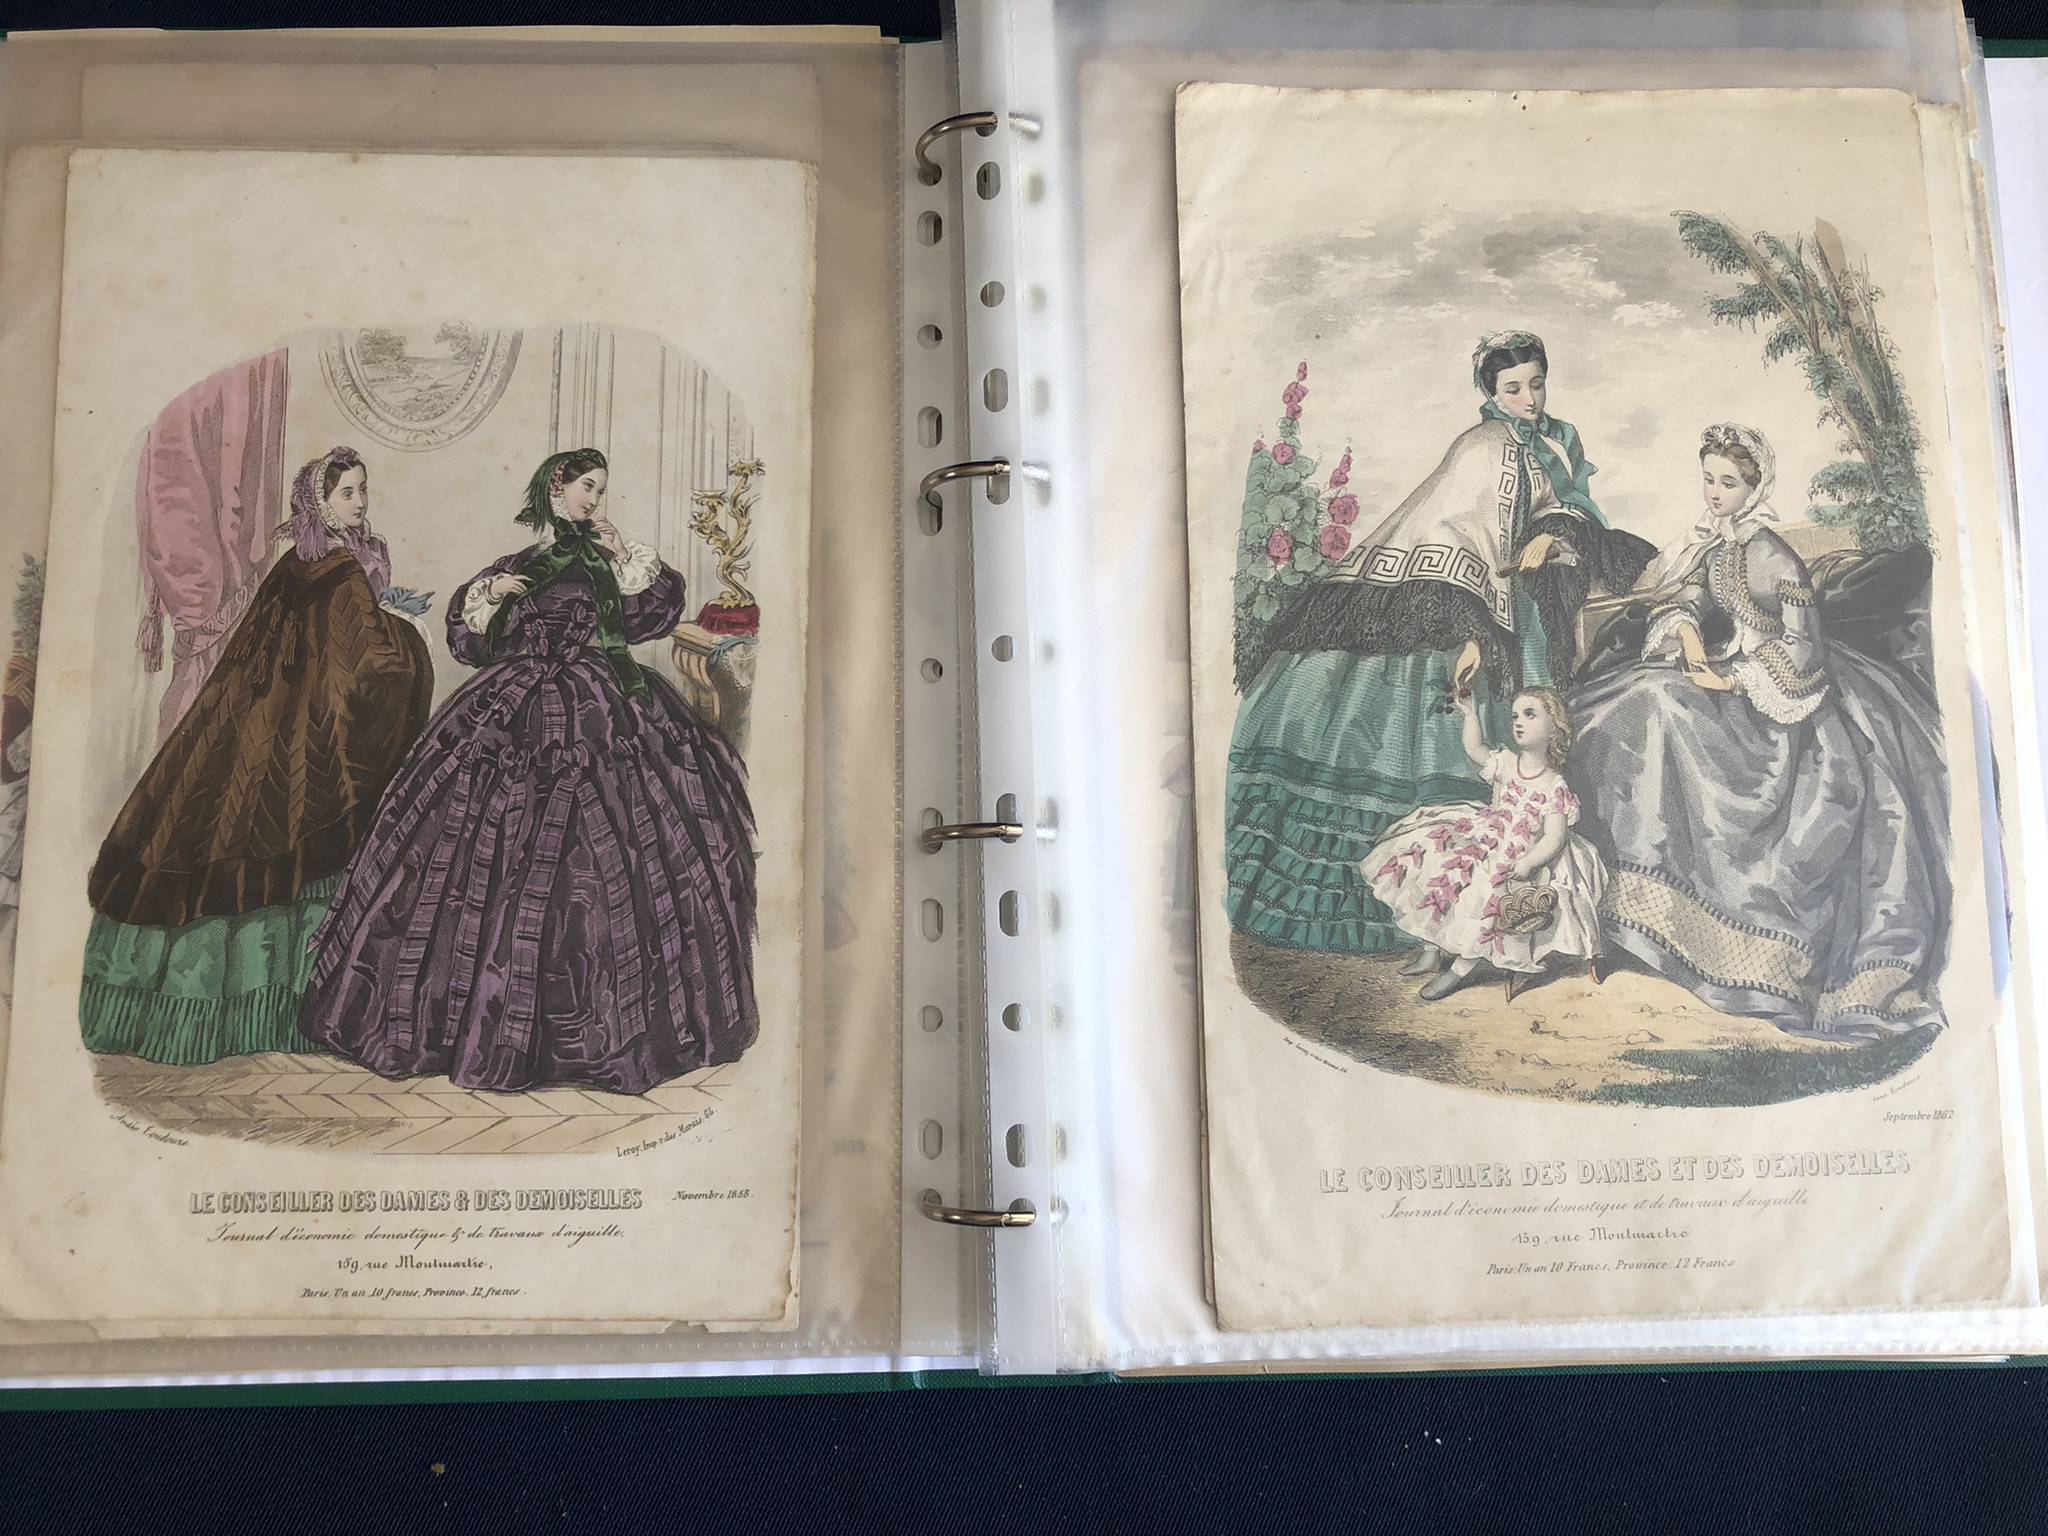 Anaïs Toudouze
Leroy, Imp. r. des Marais, 66.
LE CONSEILLER DES DAMES & DES DEMOISELLES
Novembre 1858.
Journal d'économie domestique & de travaux d'aiguille,
159, rue Montmartre,
Paris, Un an 10 francs, Province. 12 francs.
Septembre 1862
LE CONSEILLER DES DAMES ET DES DEMOISELLES
Journal d'économie domestique et de travaux d'aiguille
159, rue Montmartre
Paris: Un an 10 Francs, Province 12 Francs